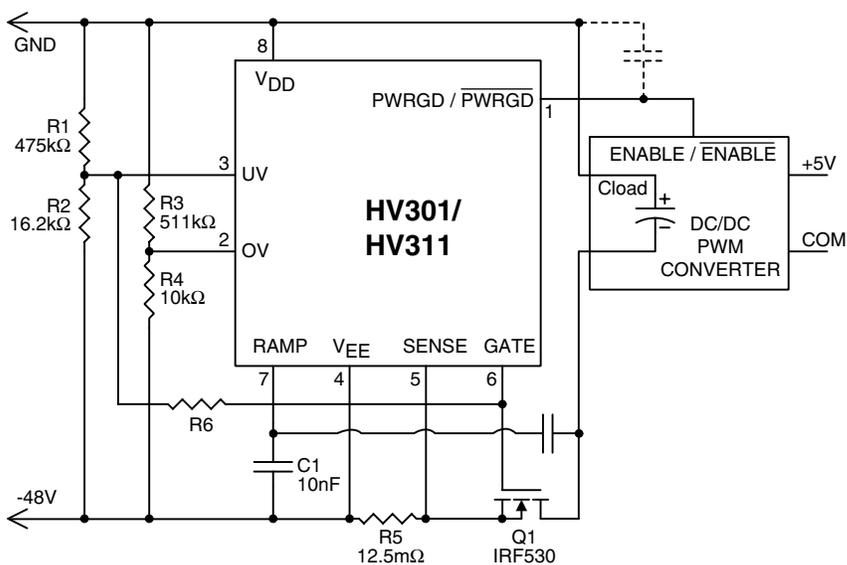 GND
8
V_DD
PWRGD / PWRGD
1
R1
475kΩ
ENABLE / ENABLE
+5V
3
UV
Cload
+
R2
16.2kΩ
R3
511kΩ
HV301/
HV311
−
DC/DC
PWM
CONVERTER
COM
2
OV
R4
10kΩ
RAMP
V_EE
SENSE
GATE
7
4
5
6
R6
C1
10nF
-48V
R5
12.5mΩ
Q1
IRF530